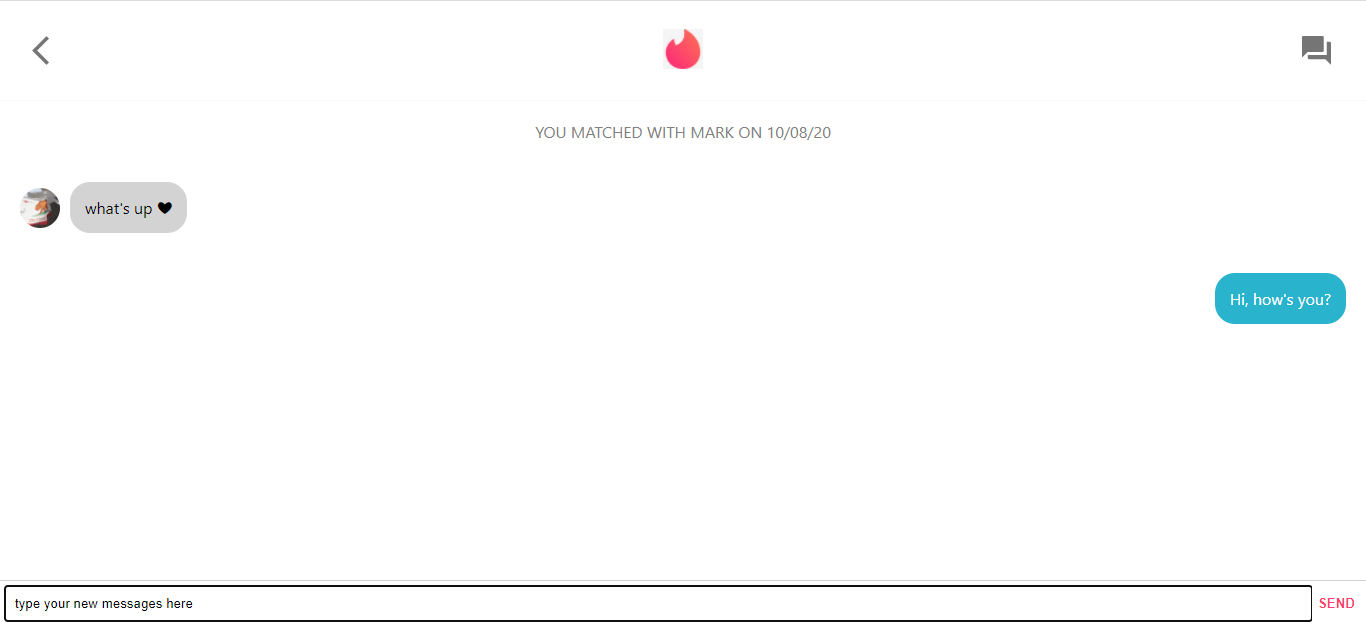 YOU MATCHED WITH MARK ON 10/08/20
what's up 🖤
Hi, how's you?
type your new messages here
SEND